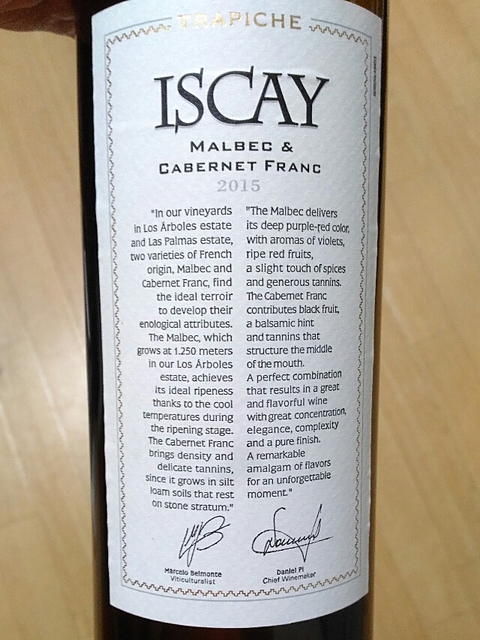 TRAPICHE
ISCAY
MALBEC &
CABERNET FRANC
2015
"In our vineyards
in Los Árboles estate
and Las Palmas estate,
two varieties of French
origin, Malbec and
Cabernet Franc, find
the ideal terroir
to develop their
enological attributes.
The Malbec, which
grows at 1.250 meters
in our Los Árboles
estate, achieves
its ideal ripeness
thanks to the cool
temperatures during
the ripening stage.
The Cabernet Franc
brings density and
delicate tannins,
since it grows in silt
loam soils that rest
on stone stratum."
"The Malbec delivers
its deep purple-red color,
with aromas of violets,
ripe red fruits,
a slight touch of spices
and generous tannins.
The Cabernet Franc
contributes black fruit,
a balsamic hint
and tannins that
structure the middle
of the mouth.
A perfect combination
that results in a great
and flavorful wine
with great concentration,
elegance, complexity
and a pure finish.
A remarkable
amalgam of flavors
for an unforgettable
moment."
Marcelo Belmonte
Viticulturalist
Daniel Pi
Chief Winemaker